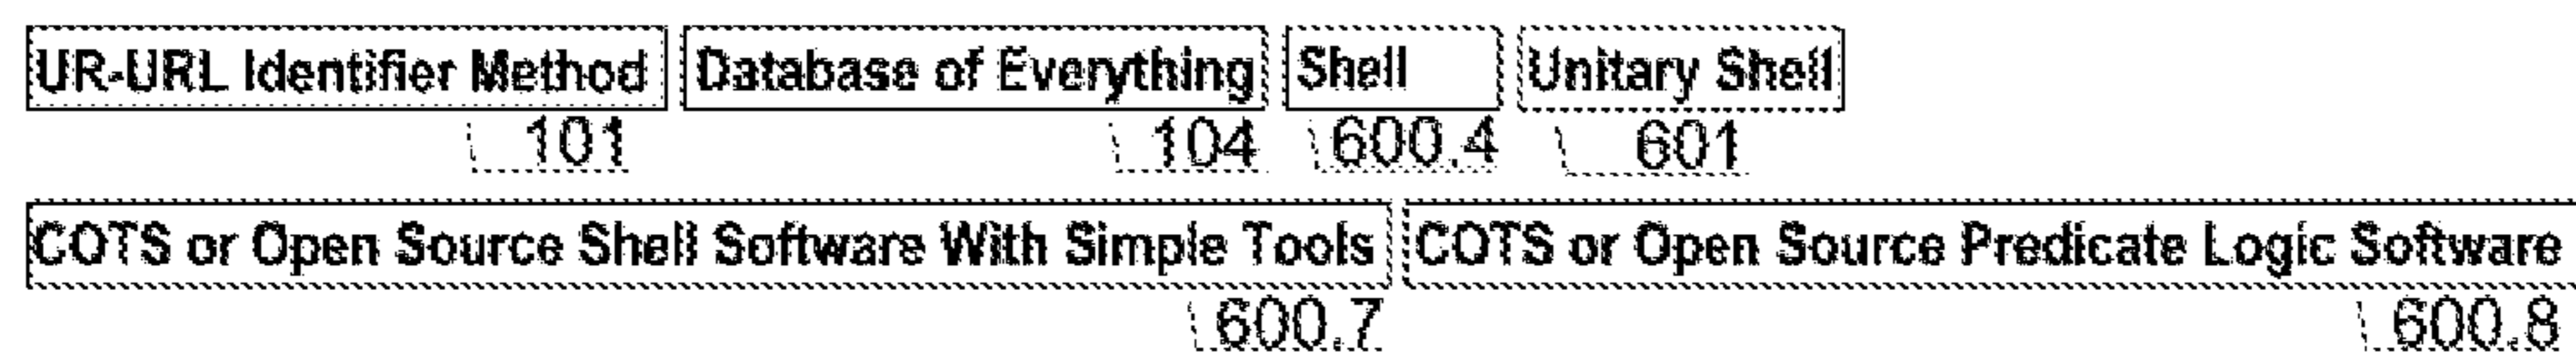 UR-URL Identifier Method Database of Everything Shell Unitary Shell
101 104 600.4 601
COTS or Open Source Shell Software With Simple Tools COTS or Open Source Predicate Logic Software
600.7 600.8